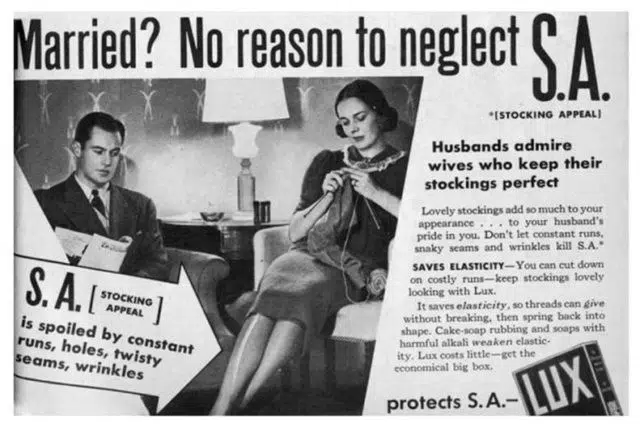 Married? No reason to neglect S.A.
*[STOCKING APPEAL]
Husbands admire
wives who keep their
stockings perfect
Lovely stockings add so much to your
appearance . . . to your husband's
pride in you. Don't let constant runs,
snaky seams and wrinkles kill S.A.*
SAVES ELASTICITY—You can cut down
on costly runs—keep stockings lovely
looking with Lux.
It saves elasticity, so threads can give
without breaking, then spring back into
shape. Cake-soap rubbing and soaps with
harmful alkali weaken elastic-
ity. Lux costs little—get the
economical big box.
S.A. [STOCKING
APPEAL]
is spoiled by constant
runs, holes, twisty
seams, wrinkles
protects S.A.—
LUX